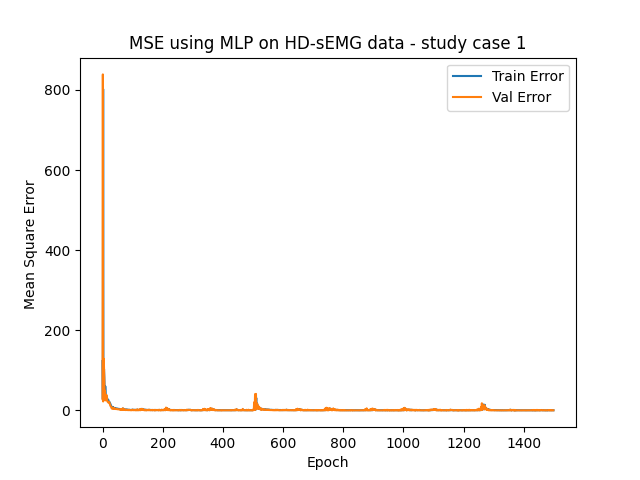 MSE using MLP on HD-sEMG data - study case 1
Train Error
Val Error
Mean Square Error
800
600
400
200
0
0 200 400 600 800 1000 1200 1400
Epoch